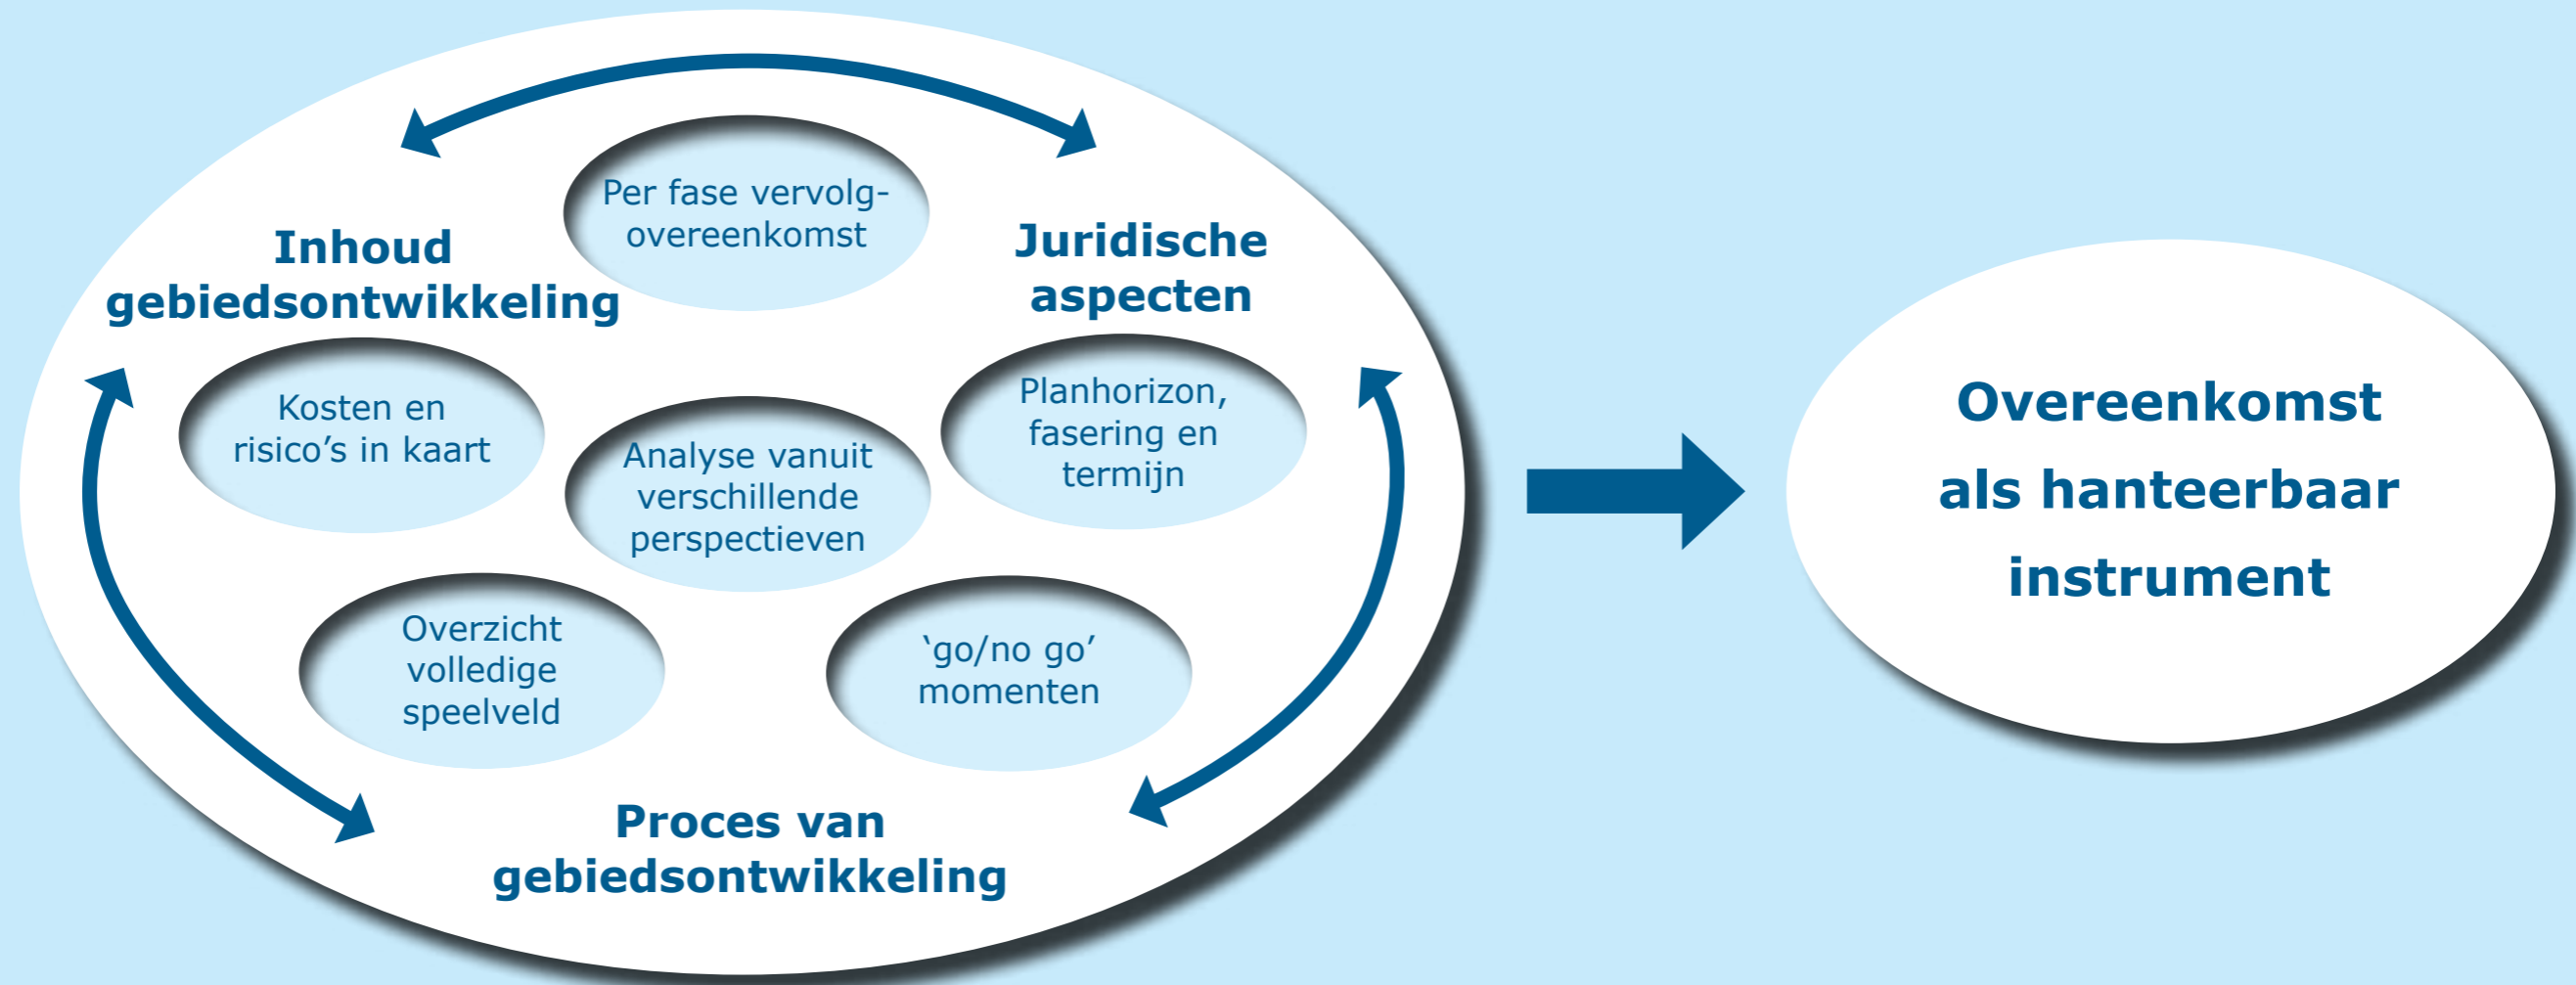 Per fase vervolg-
overeenkomst
Inhoud
gebiedsontwikkeling
Juridische
aspecten
Kosten en
risico’s in kaart
Analyse vanuit
verschillende
perspectieven
Planhorizon,
fasering en
termijn
Overzicht
volledige
speelveld
‘go/no go’
momenten
Proces van
gebiedsontwikkeling
Overeenkomst
als hanteerbaar
instrument